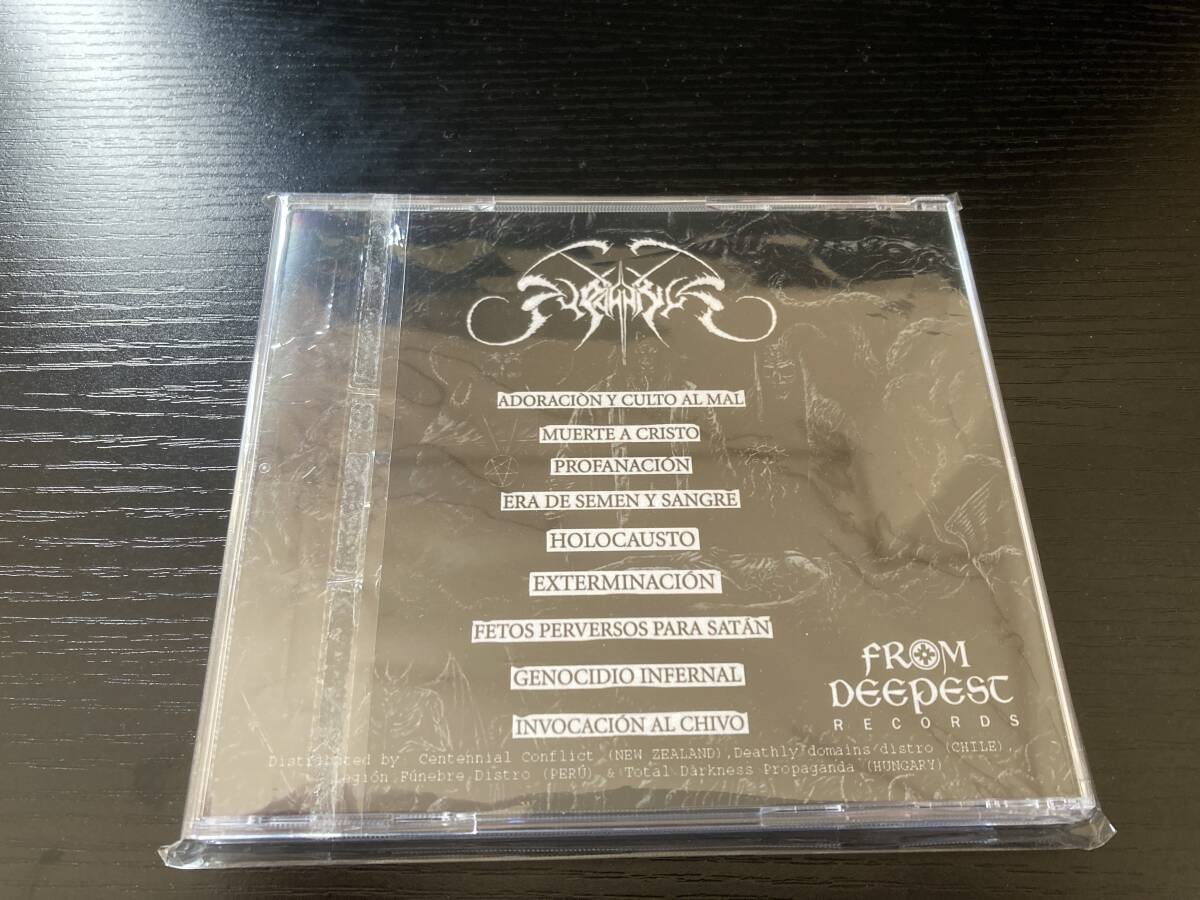 ADORACIÒN Y CULTO AL MAL
MUERTE A CRISTO
PROFANACIÓN
ERA DE SEMEN Y SANGRE
HOLOCAUSTO
EXTERMINACIÓN
FETOS PERVERSOS PARA SATÁN
GENOCIDIO INFERNAL
INVOCACIÓN AL CHIVO
FROM
DEEPEST
RECORDS
Distributed by: Centennial Conflict (NEW ZEALAND), Deathly domains distro (CHILE),
Legión Fúnebre Distro (PERÚ) & Total Darkness Propaganda (HUNGARY)